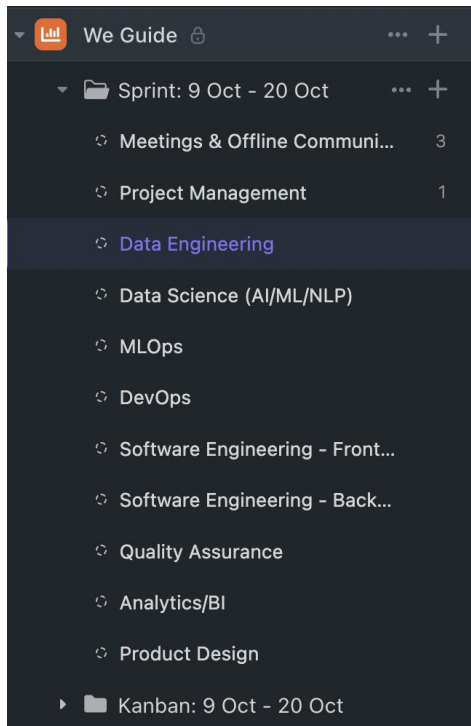 We Guide
Sprint: 9 Oct - 20 Oct
Meetings & Offline Communi... 3
Project Management 1
Data Engineering
Data Science (AI/ML/NLP)
MLOps
DevOps
Software Engineering - Front...
Software Engineering - Back...
Quality Assurance
Analytics/BI
Product Design
Kanban: 9 Oct - 20 Oct